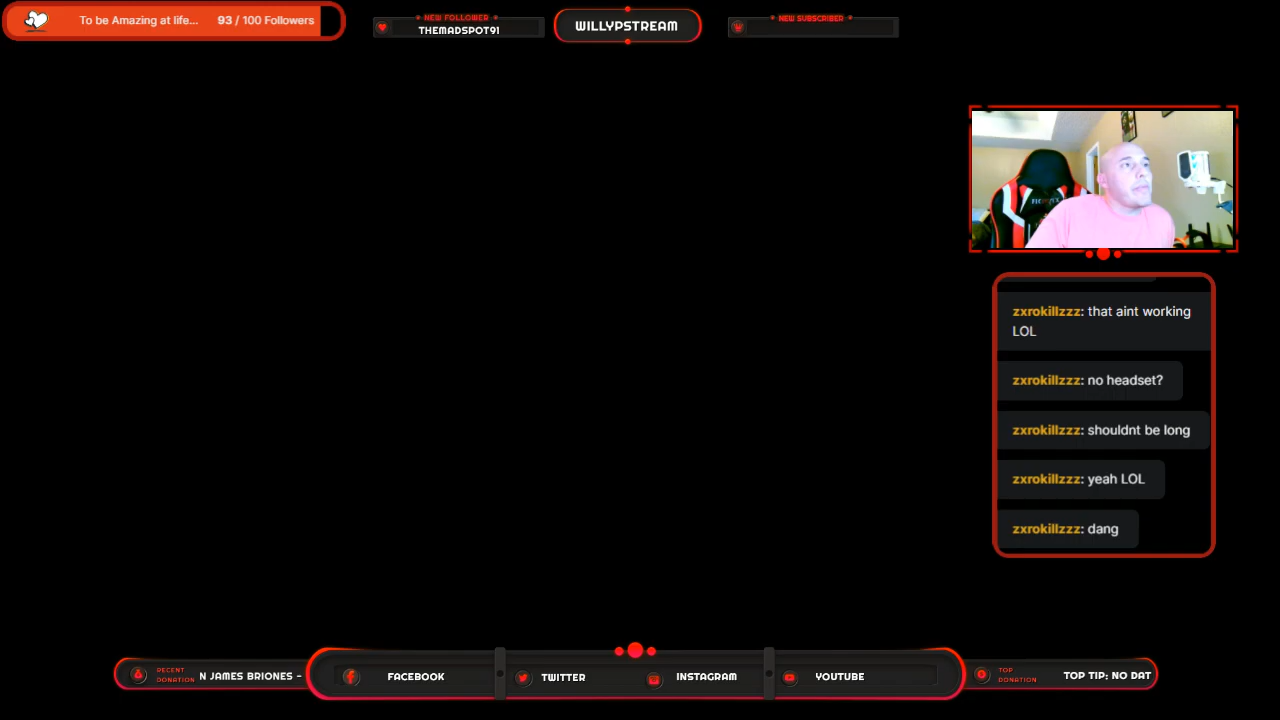 To be Amazing at life... 93 / 100 Followers
NEW FOLLOWER
THEMADSPOT91
WILLYPSTREAM
NEW SUBSCRIBER
zxrokillzzz: that aint working
LOL
zxrokillzzz: no headset?
zxrokillzzz: shouldnt be long
zxrokillzzz: yeah LOL
zxrokillzzz: dang
RECENT
DONATION
N JAMES BRIONES -
FACEBOOK
TWITTER
INSTAGRAM
YOUTUBE
TOP
DONATION
TOP TIP: NO DAT